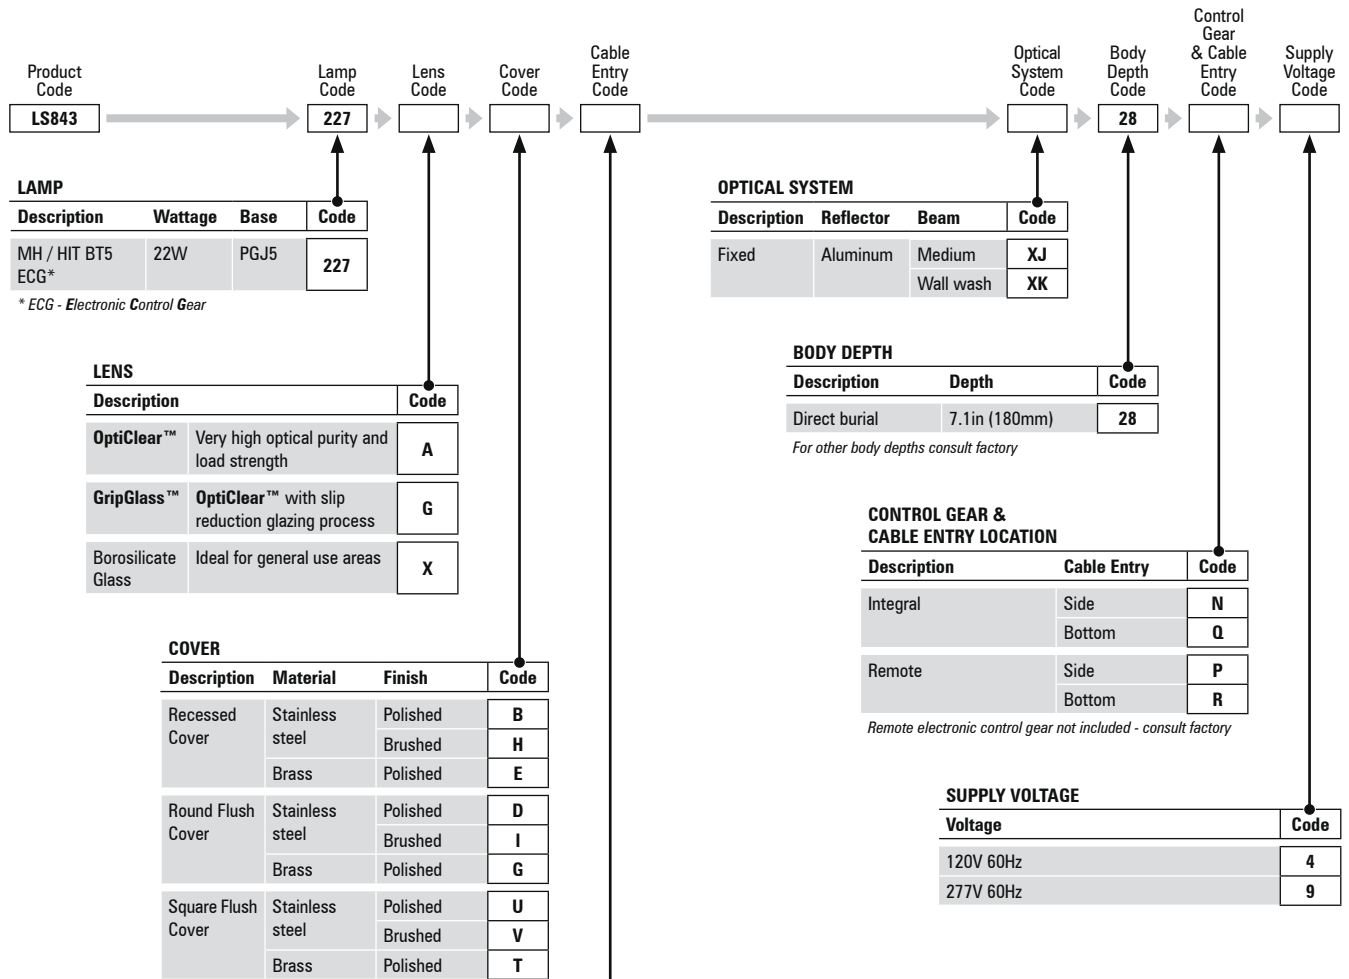 Product Code
Lamp Code
Lens Code
Cover Code
Cable Entry Code
Optical System Code
Body Depth Code
Control Gear & Cable Entry Code
Supply Voltage Code
LS843
227
28
LAMP
Description Wattage Base Code
MH / HIT BT5 22W PGJ5 227
ECG*
* ECG - Electronic Control Gear
LENS
Description Code
OptiClear™ Very high optical purity and load strength A
GripGlass™ OptiClear™ with slip reduction glazing process G
Borosilicate Glass Ideal for general use areas X
COVER
Description Material Finish Code
Recessed Cover Stainless steel Polished B
Brushed H
Brass Polished E
Round Flush Cover Stainless steel Polished D
Brushed I
Brass Polished G
Square Flush Cover Stainless steel Polished U
Brushed V
Brass Polished T
OPTICAL SYSTEM
Description Reflector Beam Code
Fixed Aluminum Medium XJ
Wall wash XK
BODY DEPTH
Description Depth Code
Direct burial 7.1in (180mm) 28
For other body depths consult factory
CONTROL GEAR &
CABLE ENTRY LOCATION
Description Cable Entry Code
Integral Side N
Bottom Q
Remote Side P
Bottom R
Remote electronic control gear not included - consult factory
SUPPLY VOLTAGE
Voltage Code
120V 60Hz 4
277V 60Hz 9